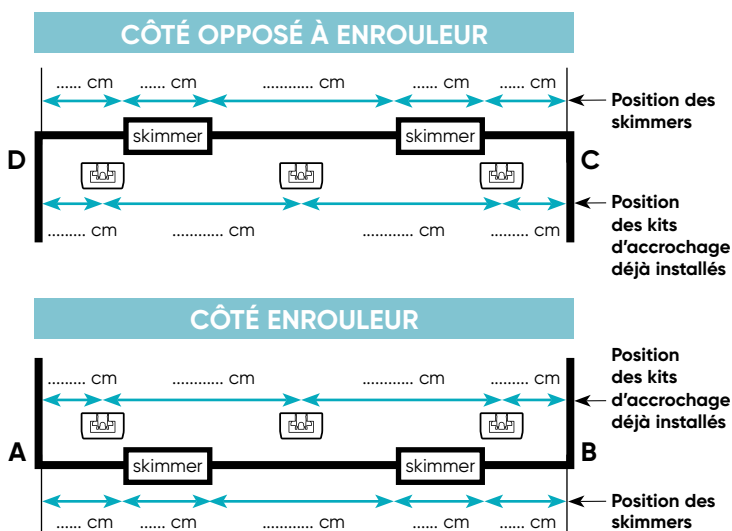 CÔTÉ OPPOSÉ À ENROULEUR
...... cm ...... cm ............ cm ...... cm ...... cm
Position des
skimmers
skimmer skimmer
D C
Position
des kits
d'accrochage
déjà installés
......... cm ............ cm ............ cm ......... cm
CÔTÉ ENROULEUR
Position
des kits
d'accrochage
déjà installés
......... cm ............ cm ............ cm ......... cm
A B
skimmer skimmer
Position des
skimmers
...... cm ...... cm ............ cm ...... cm ...... cm